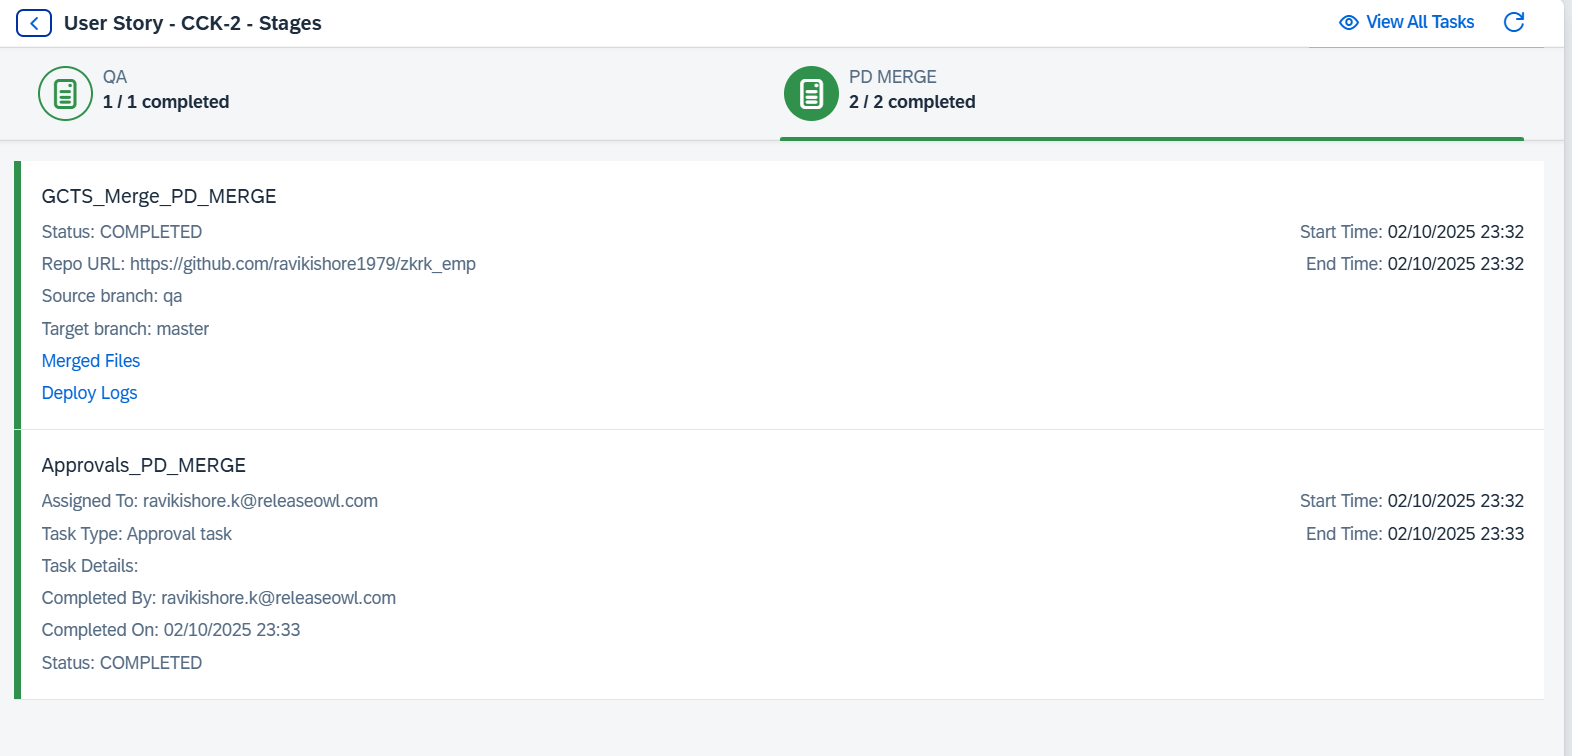 User Story - CCK-2 - Stages
View All Tasks
QA
1 / 1 completed
PD MERGE
2 / 2 completed
GCTS_Merge_PD_MERGE
Status: COMPLETED
Start Time: 02/10/2025 23:32
Repo URL: https://github.com/ravikishore1979/zkrk_emp
End Time: 02/10/2025 23:32
Source branch: qa
Target branch: master
Merged Files
Deploy Logs
Approvals_PD_MERGE
Assigned To: ravikishore.k@releaseowl.com
Start Time: 02/10/2025 23:32
Task Type: Approval task
End Time: 02/10/2025 23:33
Task Details:
Completed By: ravikishore.k@releaseowl.com
Completed On: 02/10/2025 23:33
Status: COMPLETED